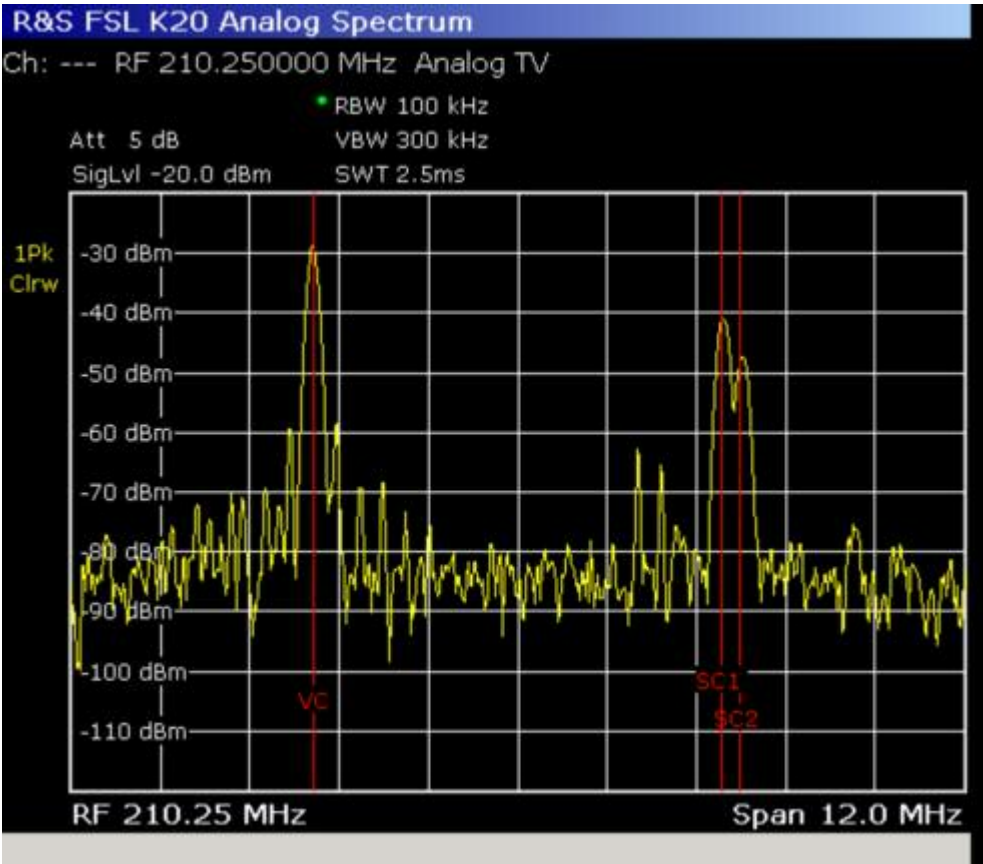 R&S FSL K20 Analog Spectrum
Ch: --- RF 210.250000 MHz Analog TV
RBW 100 kHz
Att 5 dB VBW 300 kHz
SigLvl -20.0 dBm SWT 2.5ms
1Pk
Clrw
-30 dBm
-40 dBm
-50 dBm
-60 dBm
-70 dBm
-80 dBm
-90 dBm
-100 dBm
SC1
VC
SC2
-110 dBm
RF 210.25 MHz Span 12.0 MHz